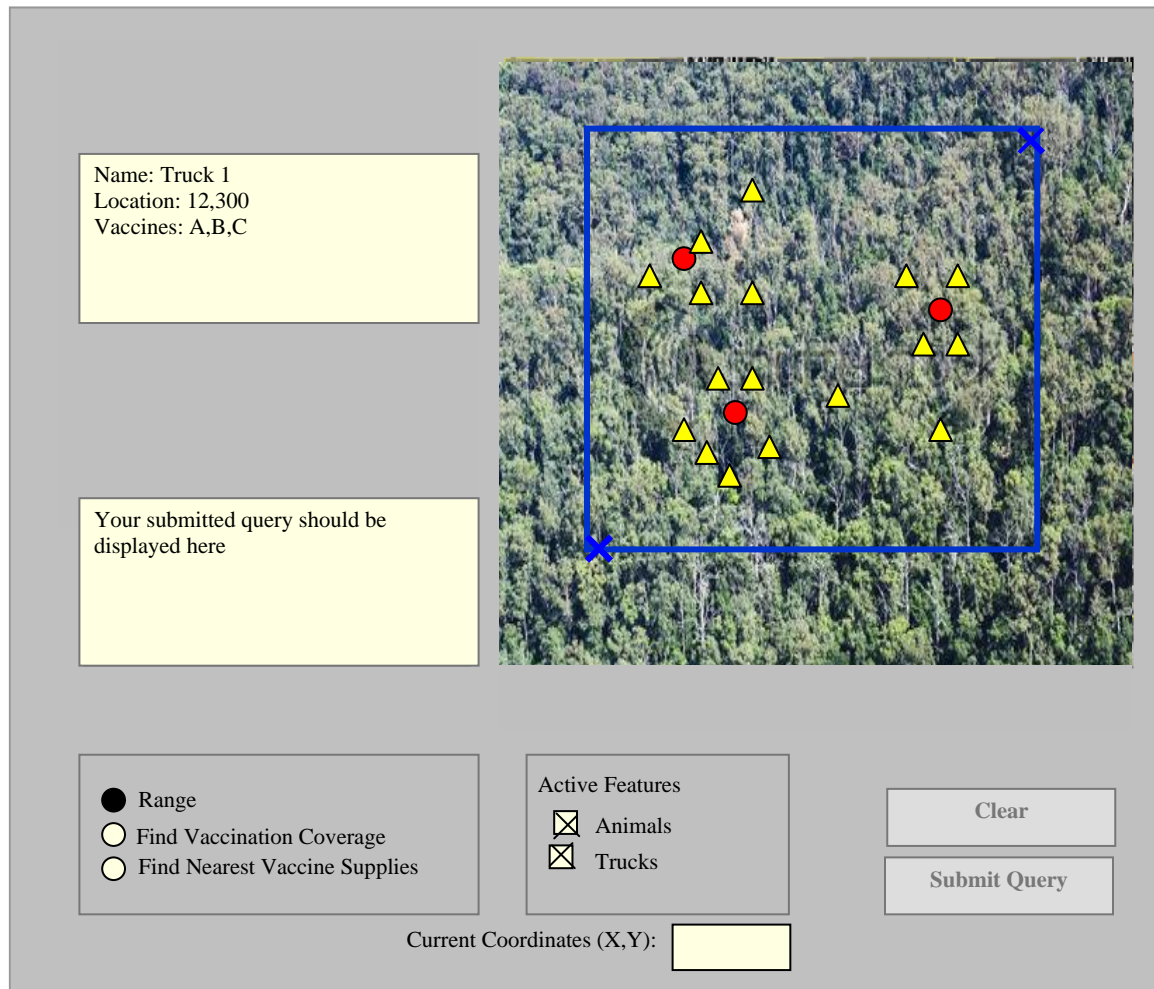 Name: Truck 1
Location: 12,300
Vaccines: A,B,C
Your submitted query should be
displayed here
Range
Find Vaccination Coverage
Find Nearest Vaccine Supplies
Active Features
Animals
Trucks
Clear
Submit Query
Current Coordinates (X,Y):